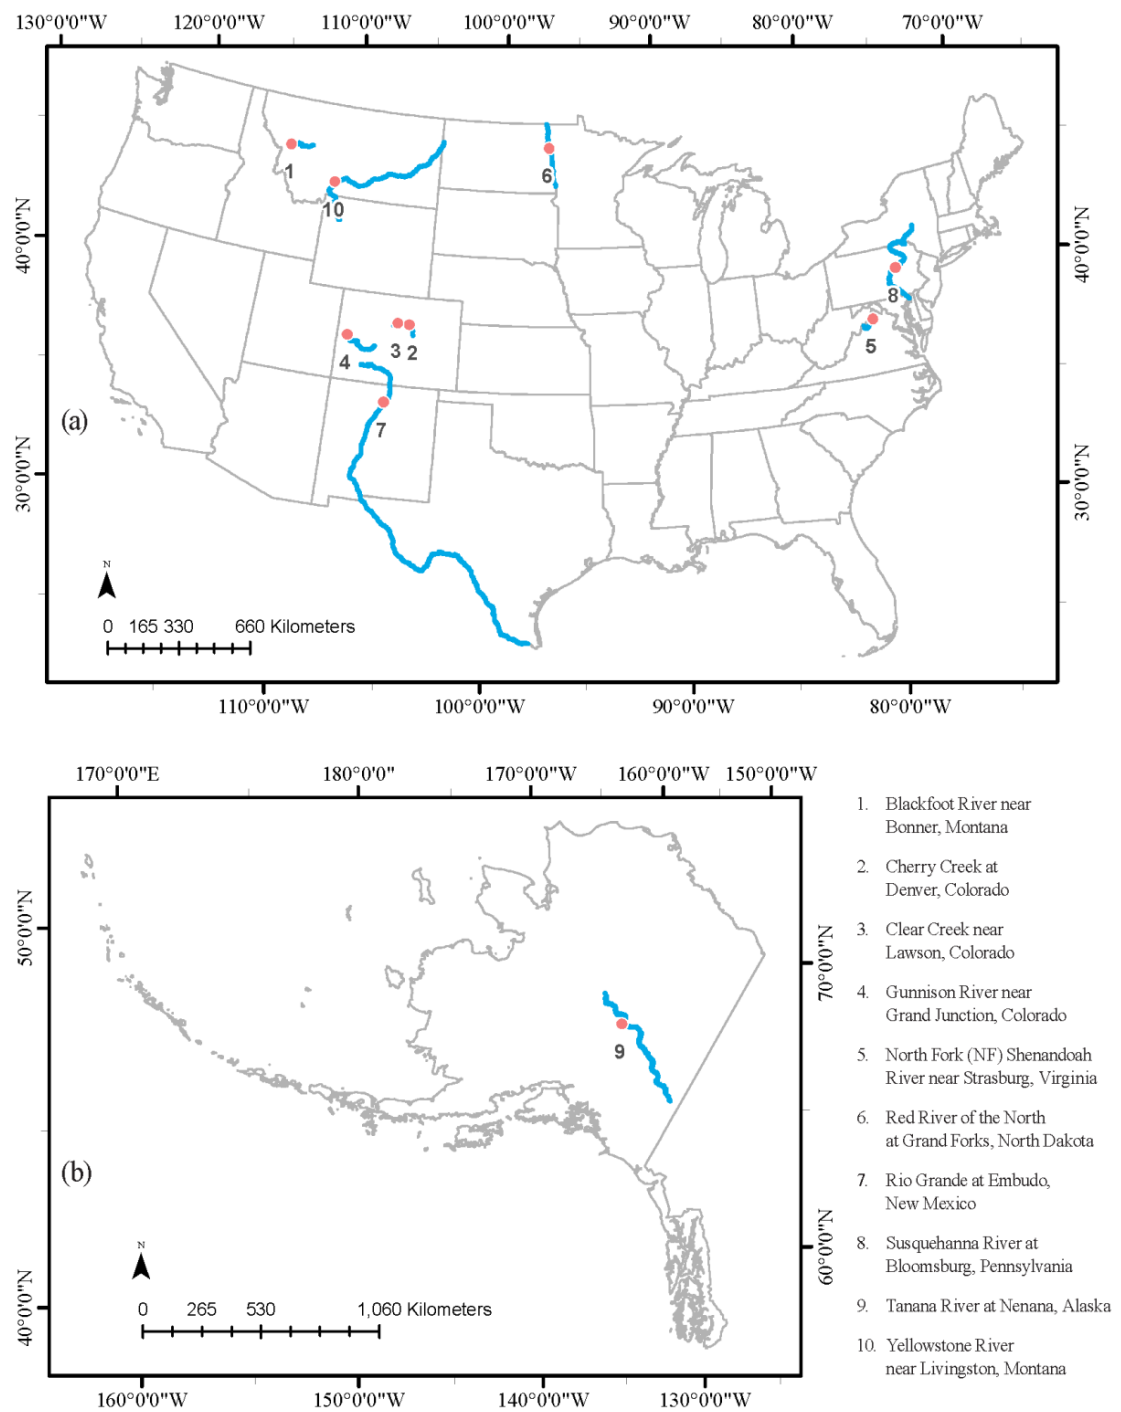 130°0'0"W 120°0'0"W 110°0'0"W 100°0'0"W 90°0'0"W 80°0'0"W 70°0'0"W
40°0'0"N
30°0'0"N
40°0'0"N
30°0'0"N
1
10
6
8
5
4
3
2
7
(a)
N
0 165 330 660 Kilometers
110°0'0"W 100°0'0"W 90°0'0"W 80°0'0"W
170°0'0"E 180°0'0" 170°0'0"W 160°0'0"W 150°0'0"W
50°0'0"N
40°0'0"N
70°0'0"N
60°0'0"N
9
(b)
N
0 265 530 1,060 Kilometers
160°0'0"W 150°0'0"W 140°0'0"W 130°0'0"W
1. Blackfoot River near
Bonner, Montana
2. Cherry Creek at
Denver, Colorado
3. Clear Creek near
Lawson, Colorado
4. Gunnison River near
Grand Junction, Colorado
5. North Fork (NF) Shenandoah
River near Strasburg, Virginia
6. Red River of the North
at Grand Forks, North Dakota
7. Rio Grande at Embudo,
New Mexico
8. Susquehanna River at
Bloomsburg, Pennsylvania
9. Tanana River at Nenana, Alaska
10. Yellowstone River
near Livingston, Montana